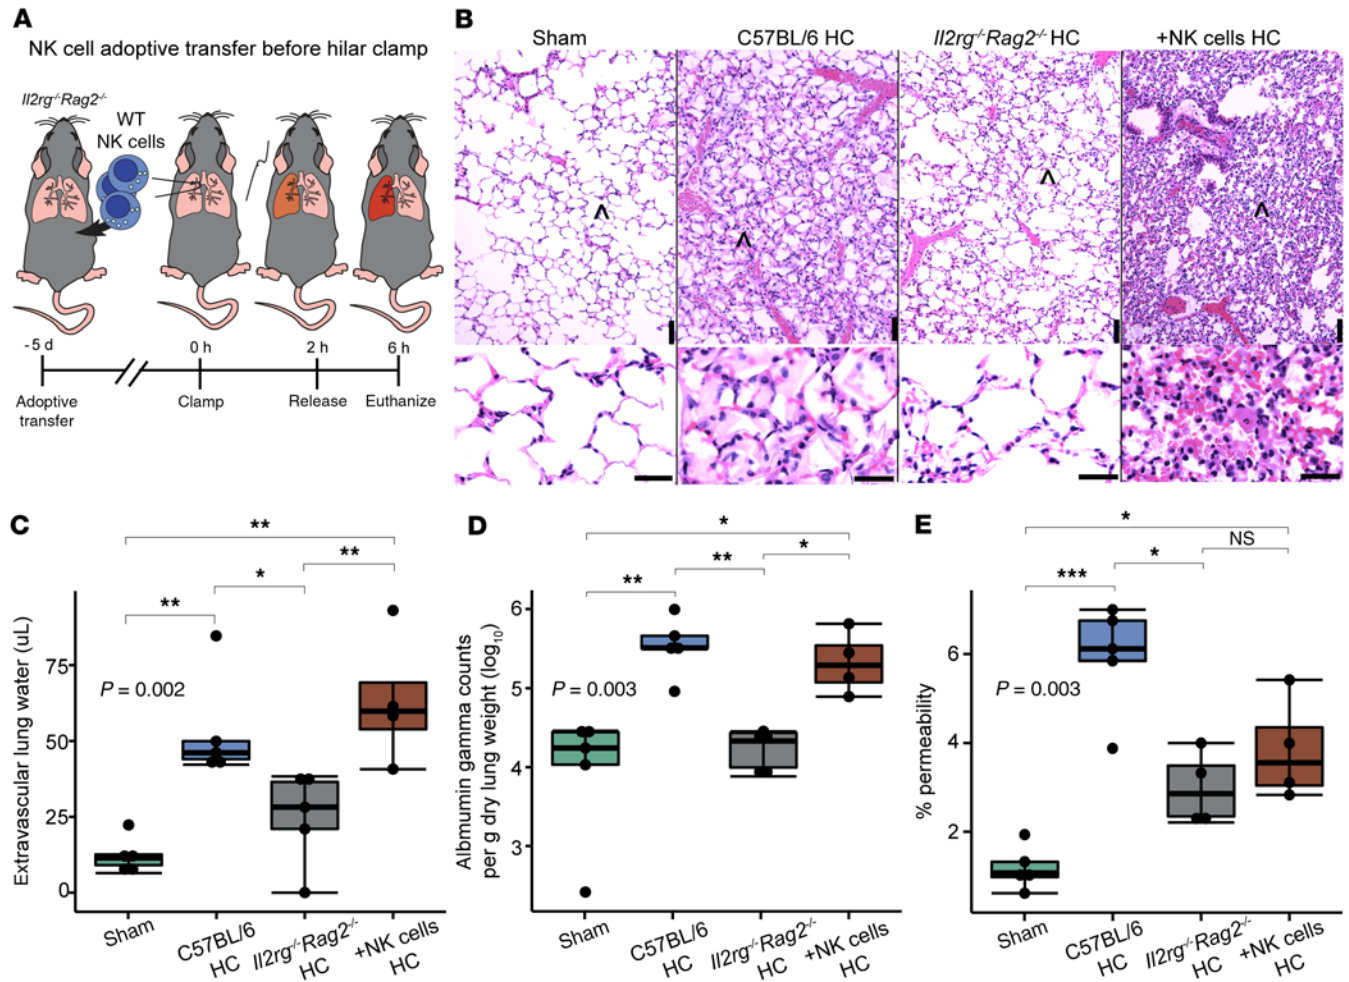 A
NK cell adoptive transfer before hilar clamp
Il2rg-/-Rag2-/-
WT
NK cells
-5 d
0 h
2 h
6 h
Adoptive
transfer
Clamp
Release
Euthanize
B
Sham
C57BL/6 HC
Il2rg-/-Rag2-/- HC
+NK cells HC
^
^
^
^
C
Extravascular lung water (uL)
75
50
25
0
**
**
*
**
P = 0.002
Sham
C57BL/6
HC
Il2rg-/-Rag2-/-
HC
+NK cells
HC
D
Albmumin gamma counts
per g dry lung weight (log10)
6
5
4
3
*
*
**
**
P = 0.003
Sham
C57BL/6
HC
Il2rg-/-Rag2-/-
HC
+NK cells
HC
E
% permeability
6
4
2
*
NS
*
***
P = 0.003
Sham
C57BL/6
HC
Il2rg-/-Rag2-/-
HC
+NK cells
HC